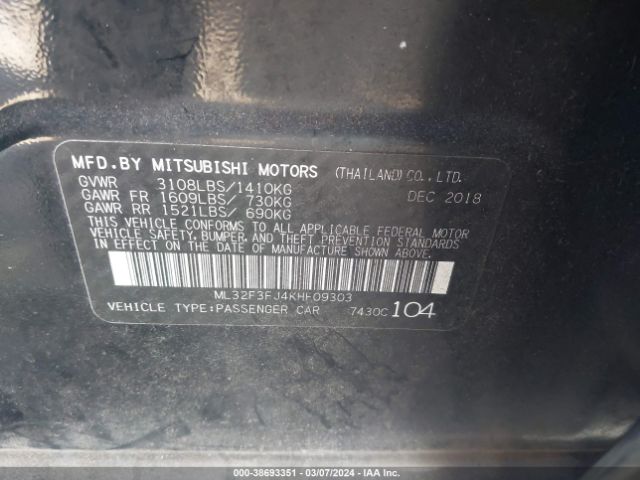 MFD.BY MITSUBISHI MOTORS (THAILAND)CO.,LTD.
GVWR 3108LBS/1410KG
DEC 2018
GAWR FR 1609LBS/ 730KG
GAWR RR 1521LBS/ 690KG
THIS VEHICLE CONFORMS TO ALL APPLICABLE FEDERAL MOTOR
VEHICLE SAFETY,BUMPER,AND THEFT PREVENTION STANDARDS
IN EFFECT ON THE DATE OF MANUFACTURE SHOWN ABOVE.
ML32F3FJ4KHF09303
VEHICLE TYPE:PASSENGER CAR 7430C104
000-38693351 - 03/07/2024 - IAA Inc.